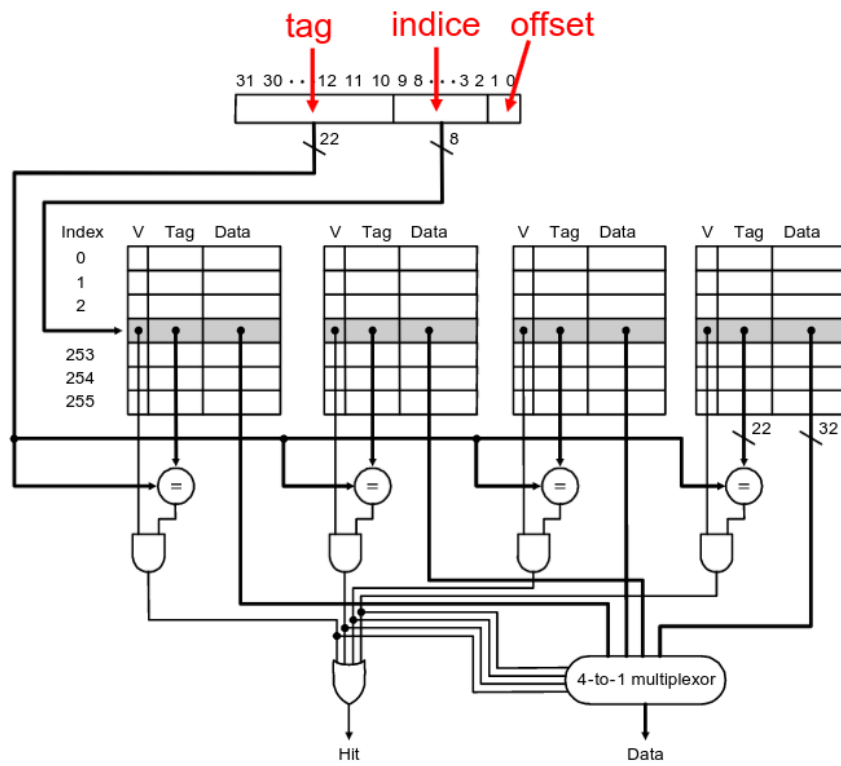 tag indice offset
31 30 · · · 12 11 10 9 8 · · · 3 2 1 0
22 8
Index V Tag Data V Tag Data V Tag Data V Tag Data
0
1
2
253
254
255
22 32
= = = =
4-to-1 multiplexor
Hit Data